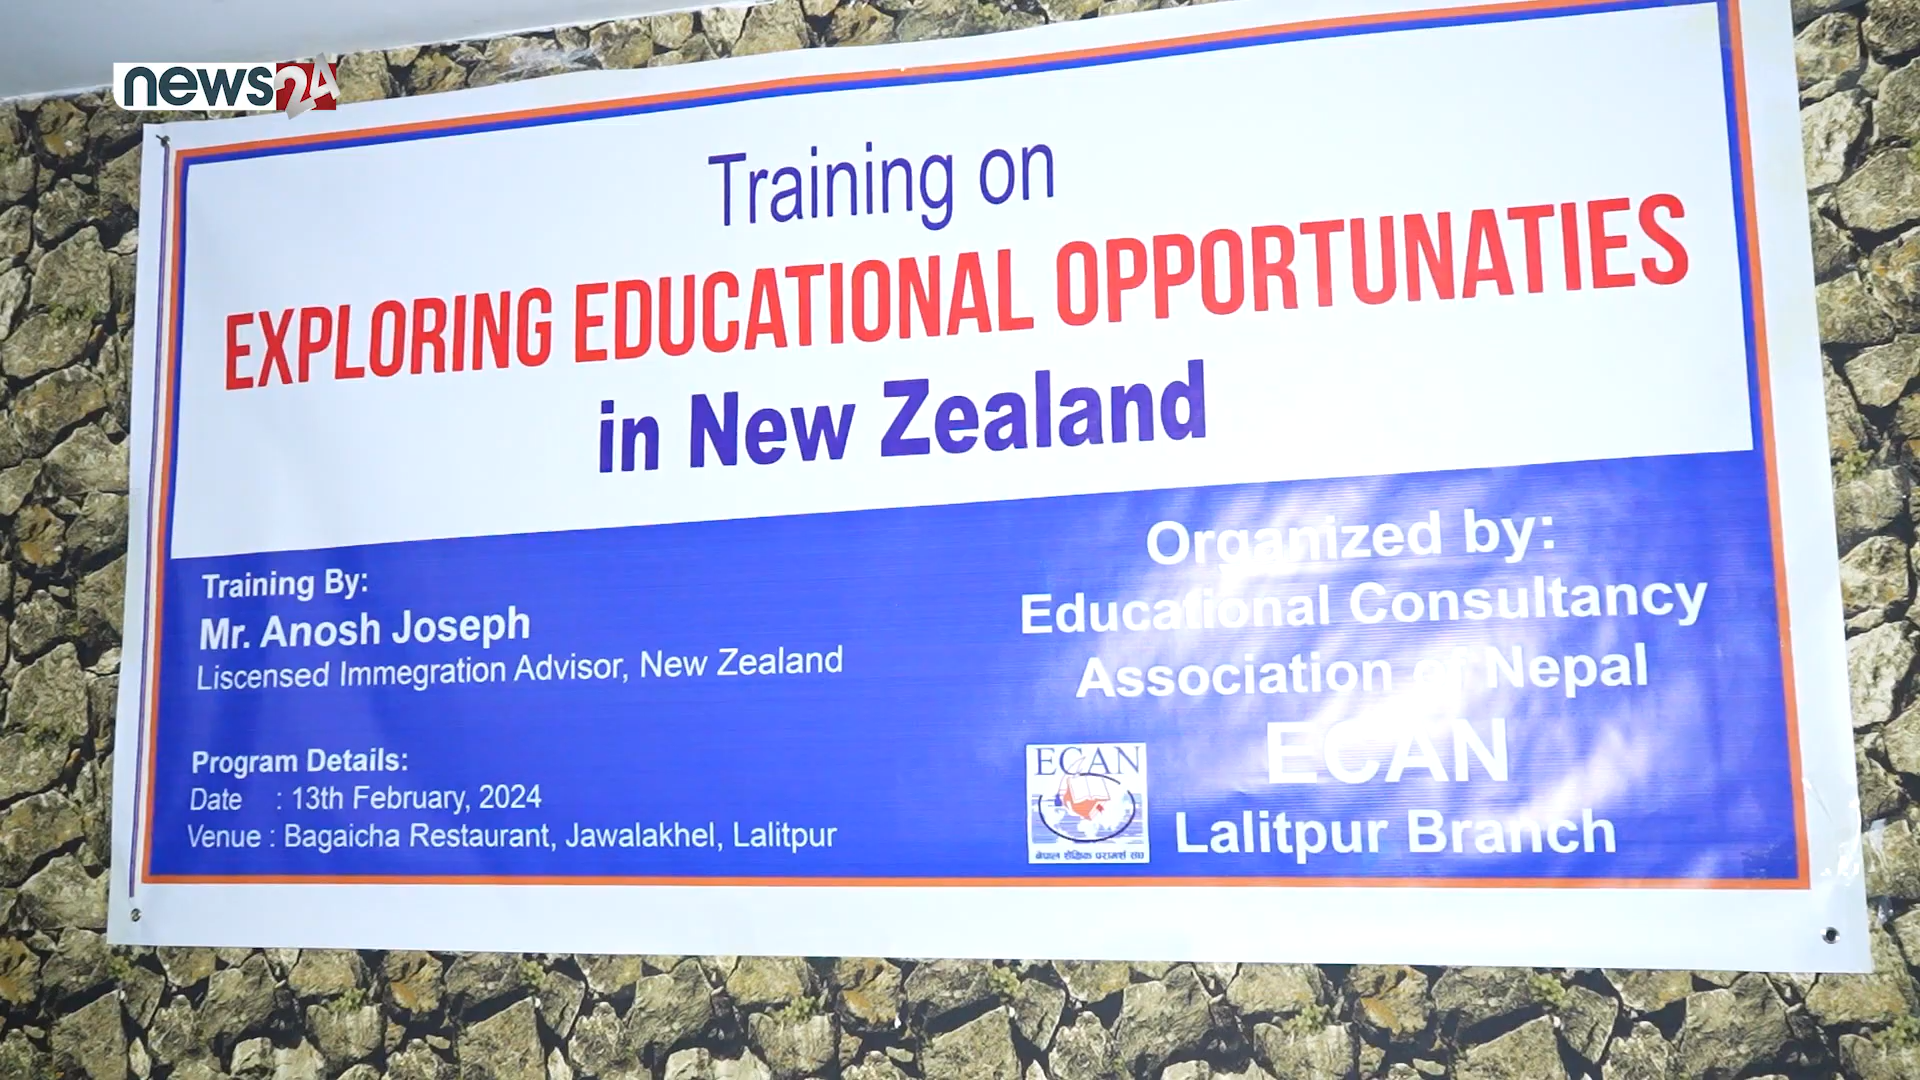 news24
Training on
EXPLORING EDUCATIONAL OPPORTUNATIES
in New Zealand
Training By:
Mr. Anosh Joseph
Liscensed Immegration Advisor, New Zealand
Program Details:
Date : 13th February, 2024
Venue : Bagaicha Restaurant, Jawalakhel, Lalitpur
Organized by:
Educational Consultancy
Association of Nepal
ECAN
Lalitpur Branch
ECAN
नेपाल शैक्षिक परामर्श संघ